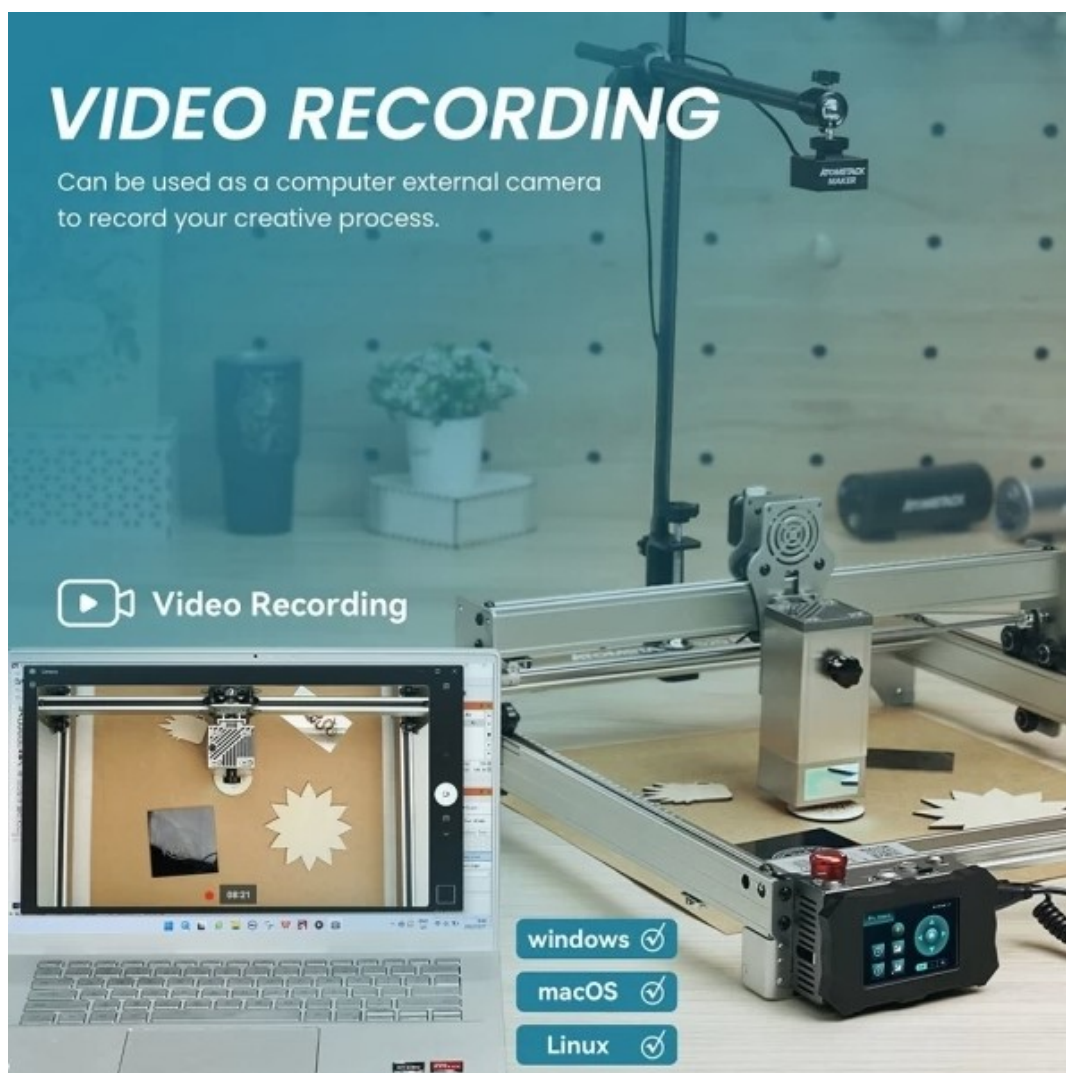 VIDEO RECORDING
Can be used as a computer external camera
to record your creative process.
ATOMSTACK
MAKER
ATOMSTACK
Video Recording
08:21
windows
macOS
Linux